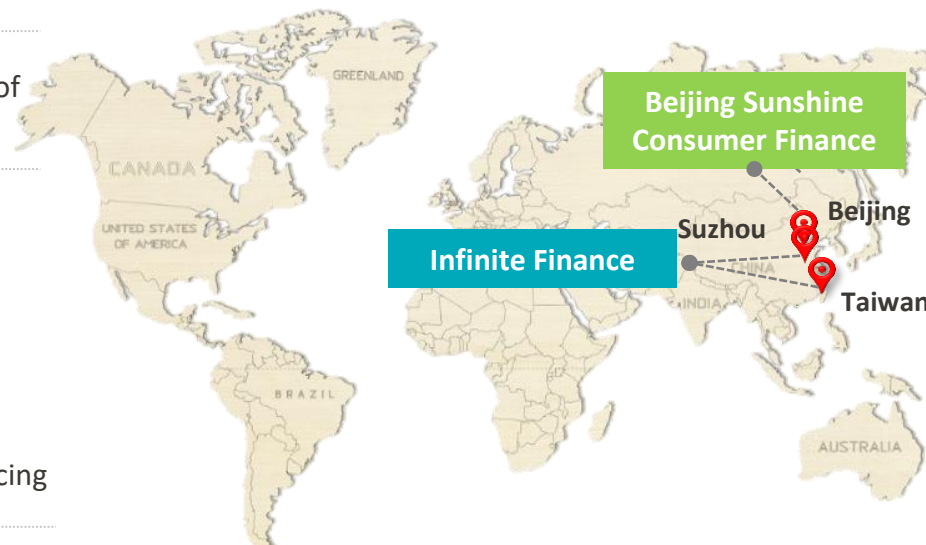 of
GREENLAND
Beijing Sunshine
Consumer Finance
CANADA
UNITED STATES
OF AMERICA
Suzhou
Beijing
Infinite Finance
CHINA
INDIA
Taiwan
BRAZIL
AUSTRALIA
cing